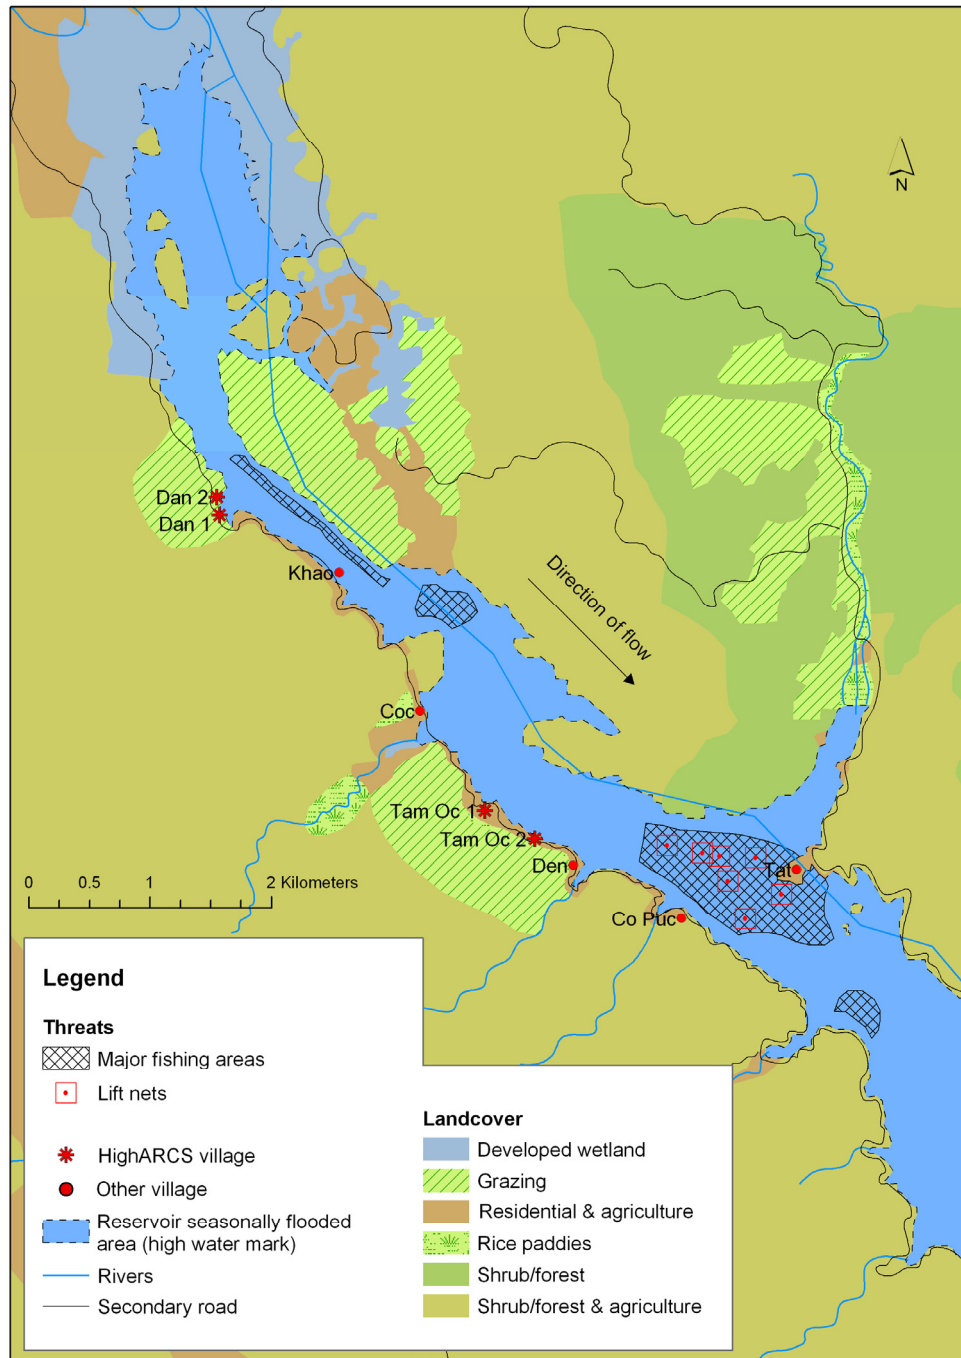 N
Dan 2
Dan 1
Khao
Direction of flow
Coc
Tam Oc 1
Tam Oc 2
Den
Tat
Co Puc
0 0.5 1 2 Kilometers
Legend
Threats
Major fishing areas
Lift nets
HighARCS village
Other village
Reservoir seasonally flooded
area (high water mark)
Rivers
Secondary road
Landcover
Developed wetland
Grazing
Residential & agriculture
Rice paddies
Shrub/forest
Shrub/forest & agriculture